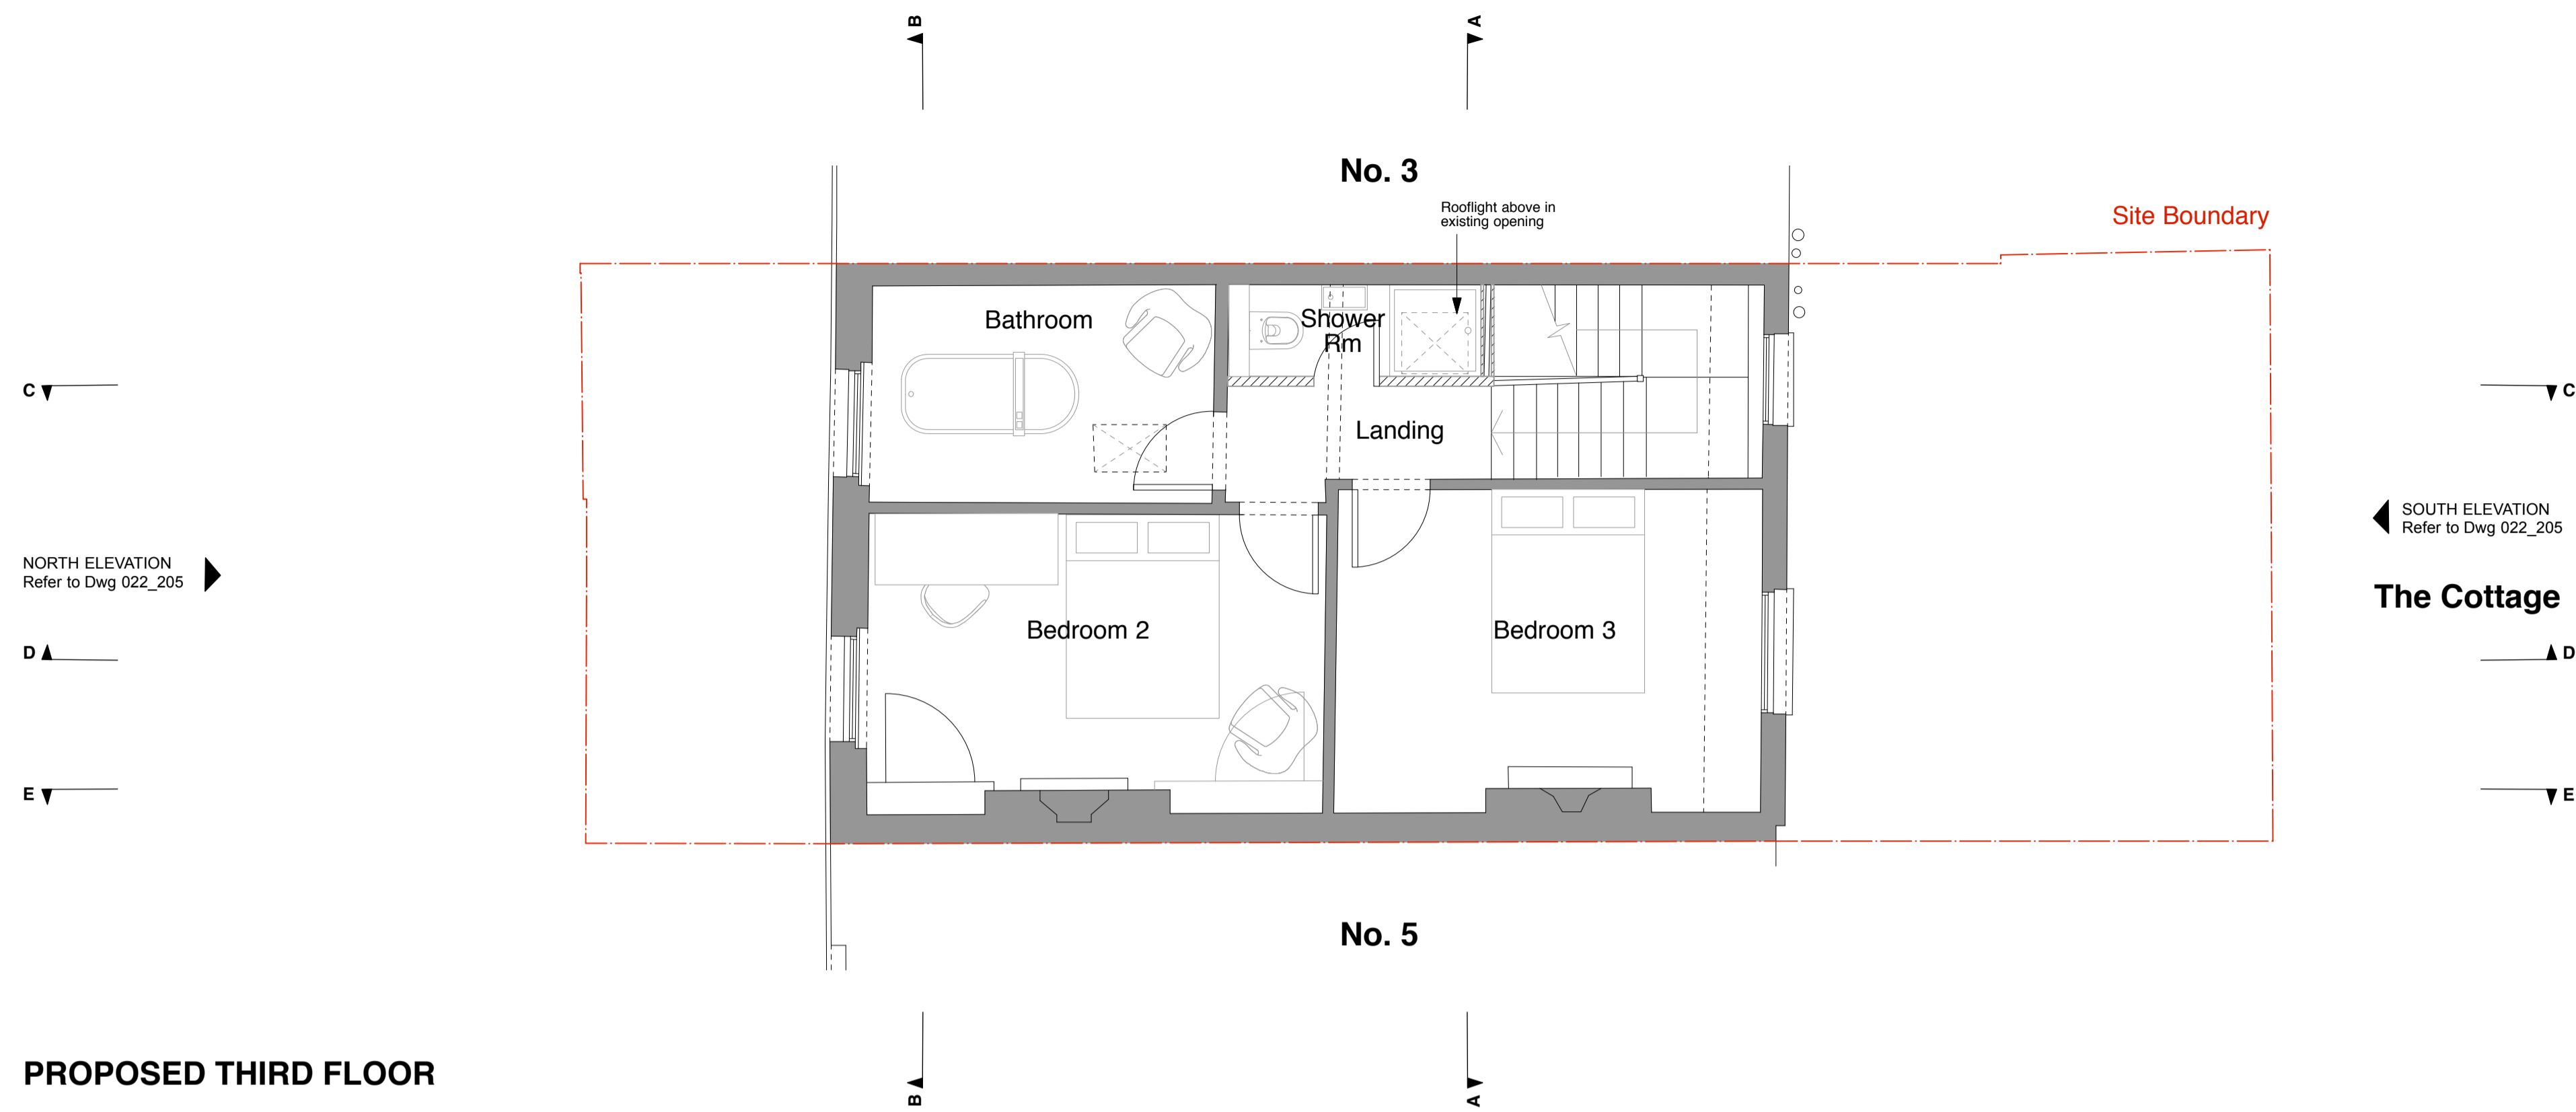 B
A
No. 3
Rooflight above in
existing opening
Site Boundary
Bathroom
Shower
Rm
C
C
Landing
SOUTH ELEVATION
Refer to Dwg 022_205
NORTH ELEVATION
Refer to Dwg 022_205
The Cottage
Bedroom 2
Bedroom 3
D
D
E
E
No. 5
PROPOSED THIRD FLOOR
B
A